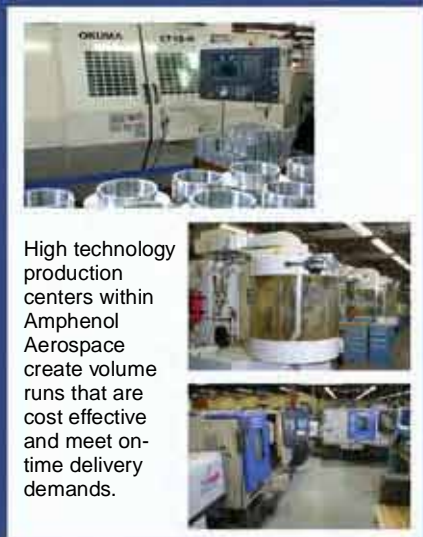 OKUMA
High technology
production
centers within
Amphenol
Aerospace
create volume
runs that are
cost effective
and meet on-
time delivery
demands.